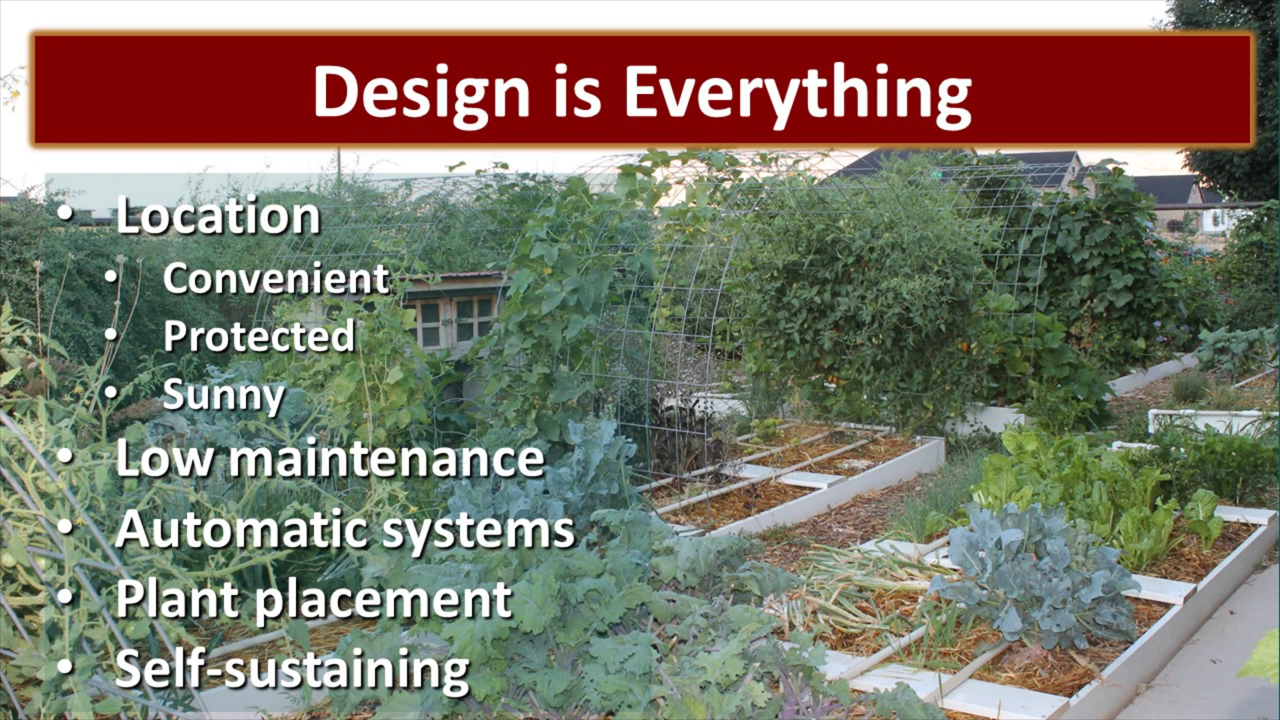 Design is Everything
• Location
• Convenient
• Protected
• Sunny
• Low maintenance
• Automatic systems
• Plant placement
• Self-sustaining